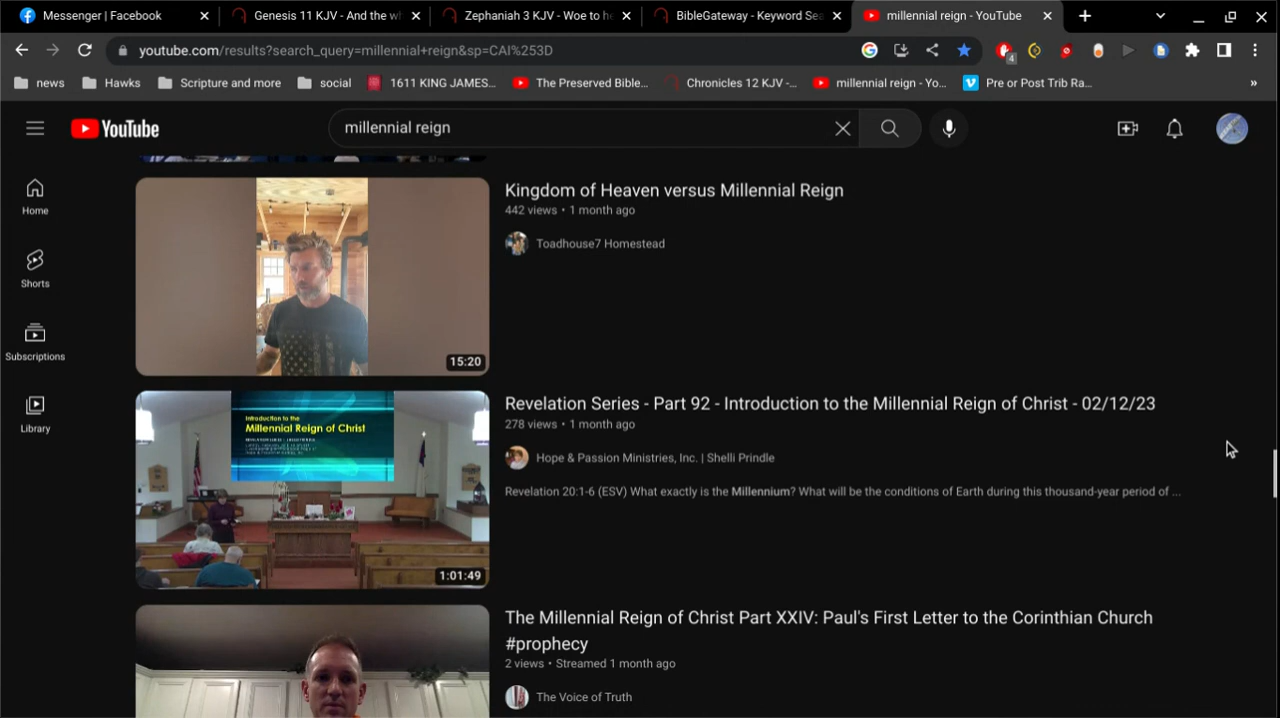 Messenger | Facebook
Genesis 11 KJV - And the wh
Zephaniah 3 KJV - Woe to he
BibleGateway - Keyword Sea
millennial reign - YouTube
youtube.com/results?search_query=millennial+reign&sp=CAI%253D
4
news
Hawks
Scripture and more
social
1611 KING JAMES...
The Preserved Bible...
Chronicles 12 KJV -...
millennial reign - Yo...
Pre or Post Trib Ra...
»
YouTube
millennial reign
Home
Shorts
Subscriptions
Library
15:20
Kingdom of Heaven versus Millennial Reign
442 views • 1 month ago
Toadhouse7 Homestead
Introduction to the
Millennial Reign of Christ
1:01:49
Revelation Series - Part 92 - Introduction to the Millennial Reign of Christ - 02/12/23
278 views • 1 month ago
Hope & Passion Ministries, Inc. | Shelli Prindle
Revelation 20:1-6 (ESV) What exactly is the Millennium? What will be the conditions of Earth during this thousand-year period of ...
The Millennial Reign of Christ Part XXIV: Paul's First Letter to the Corinthian Church
#prophecy
2 views • Streamed 1 month ago
The Voice of Truth